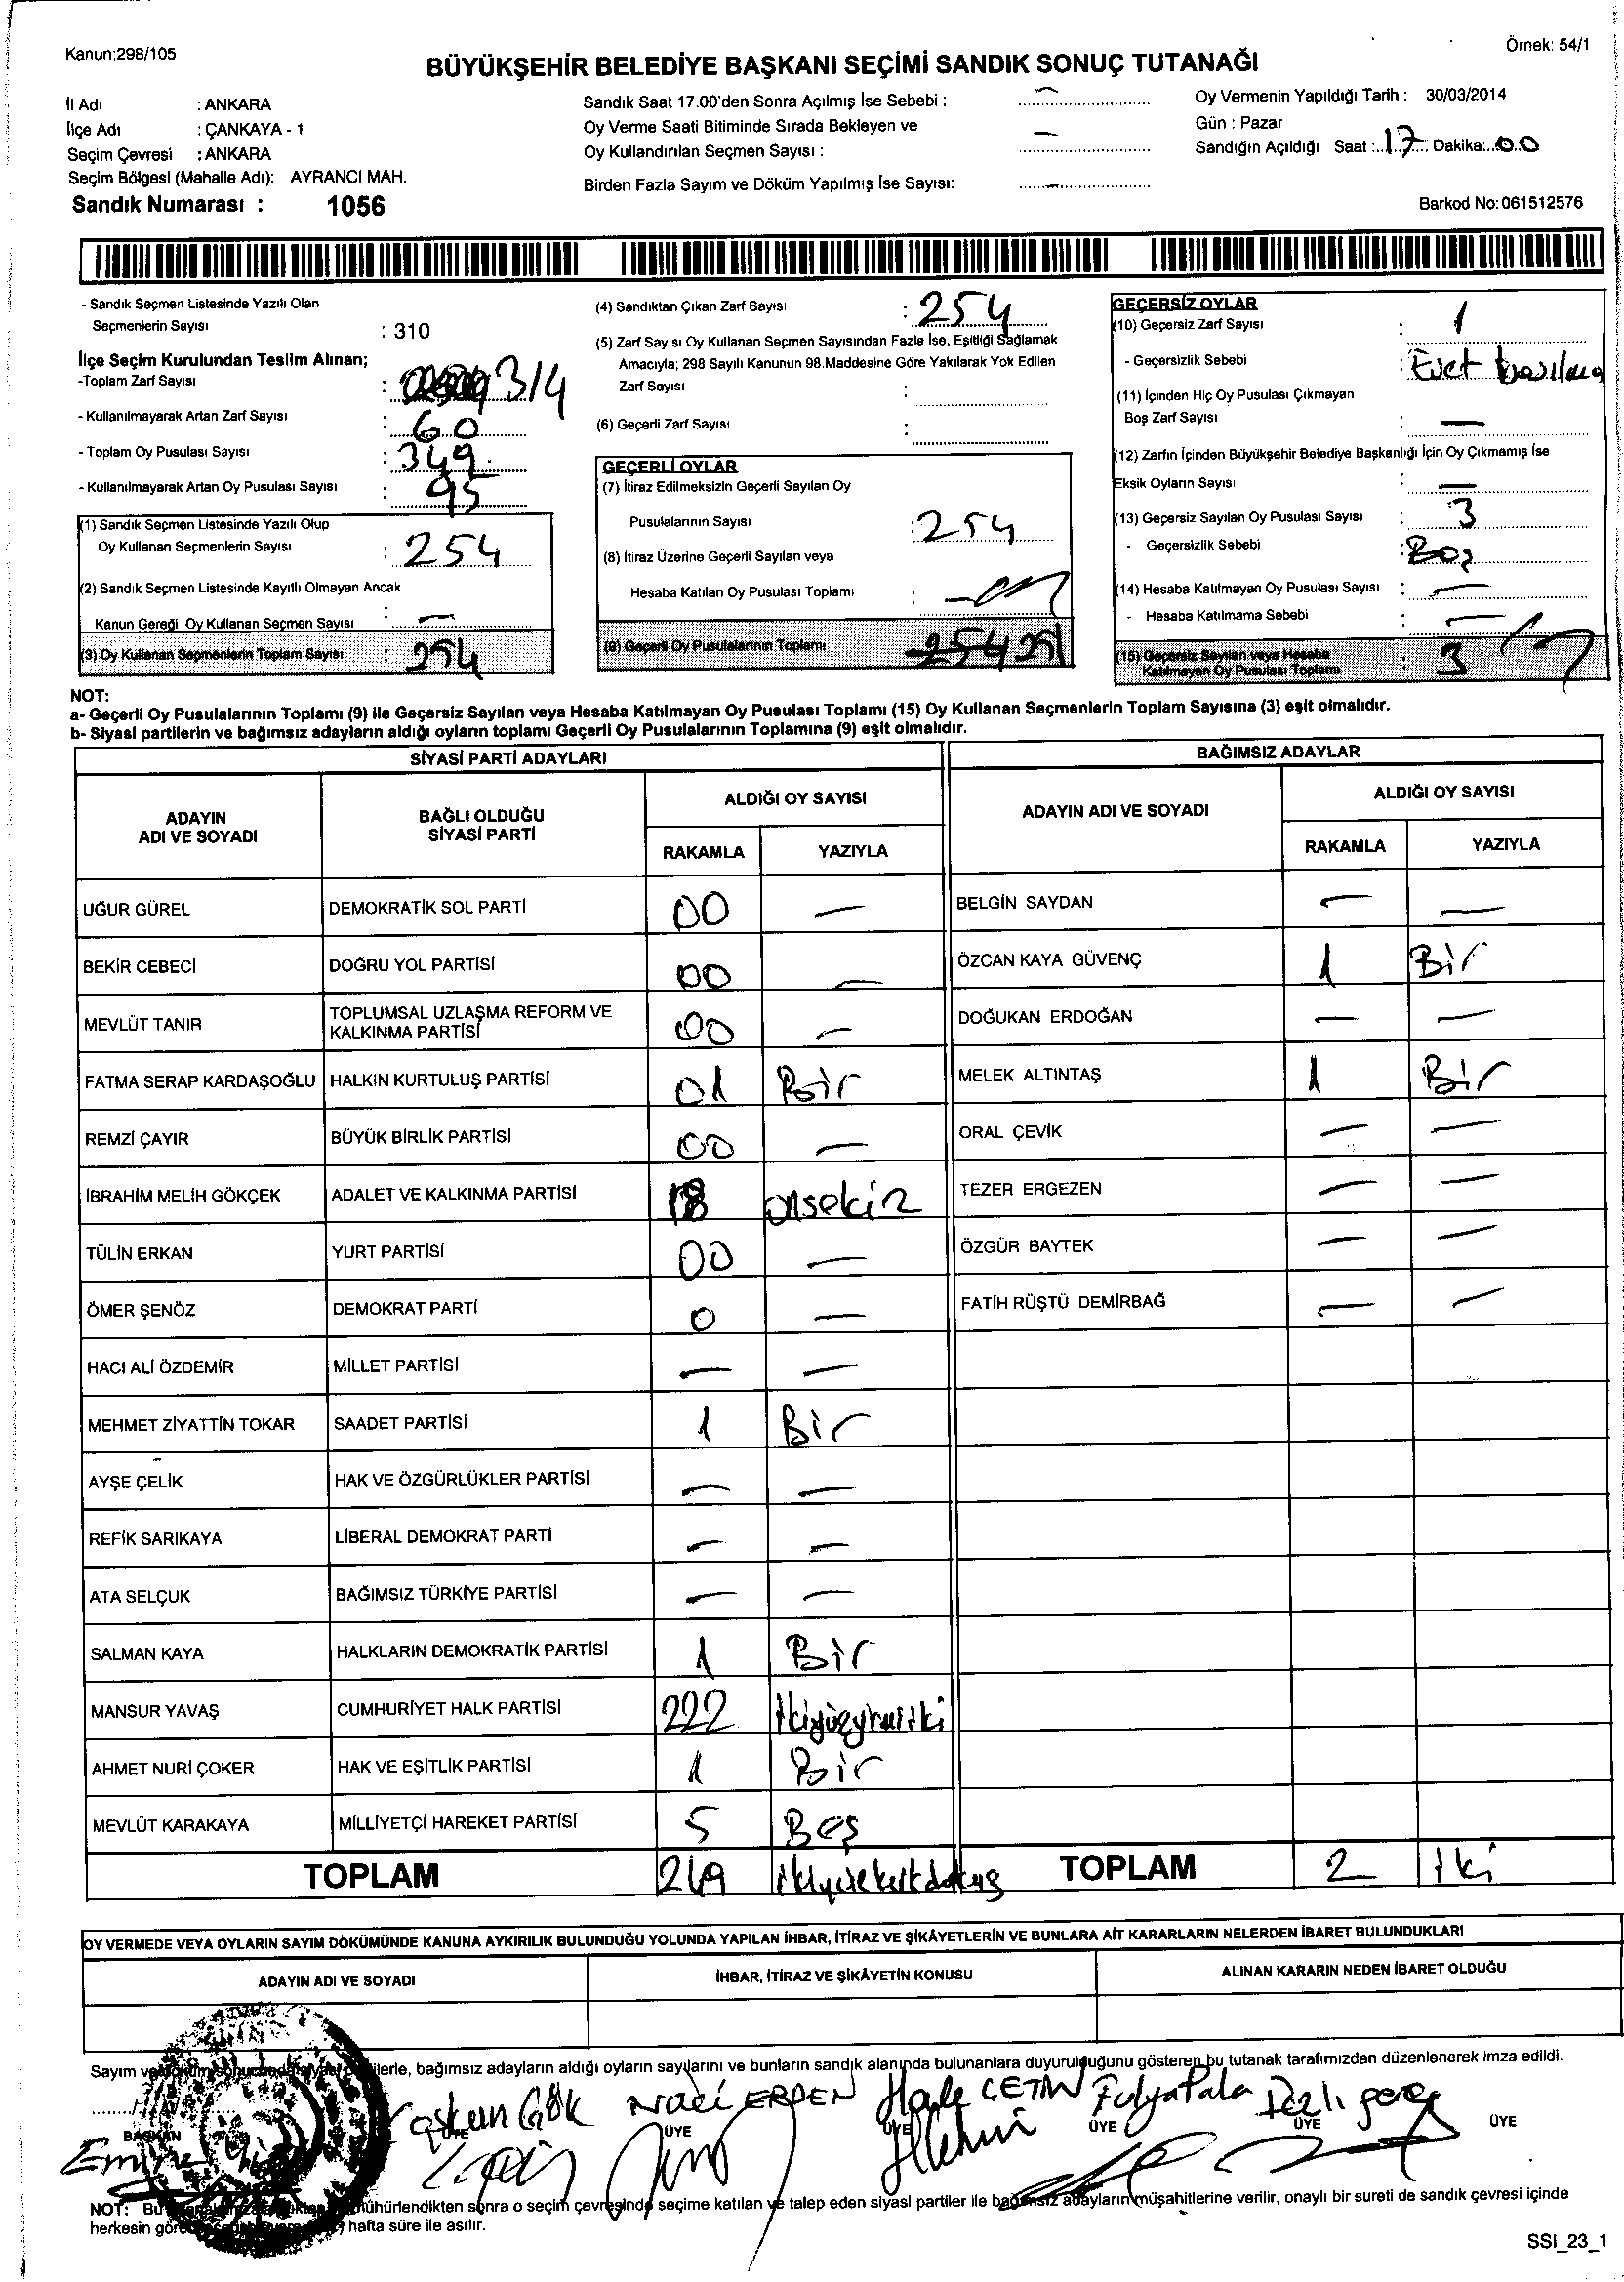 Kanun;298/105
Örnek: 54/1
BÜYÜKŞEHİR BELEDİYE BAŞKANI SEÇİMİ SANDIK SONUÇ TUTANAĞI
İl Adı : ANKARA
İlçe Adı : ÇANKAYA - 1
Seçim Çevresi : ANKARA
Seçim Bölgesi (Mahalle Adı): AYRANCI MAH.
Sandık Numarası : 1056
Sandık Saat 17.00'den Sonra Açılmış İse Sebebi : —
Oy Verme Saati Bitiminde Sırada Bekleyen ve
Oy Kullandırılan Seçmen Sayısı : —
Birden Fazla Sayım ve Döküm Yapılmış İse Sayısı: —
Oy Vermenin Yapıldığı Tarih : 30/03/2014
Gün : Pazar
Sandığın Açıldığı Saat : 17 Dakika: 00
Barkod No: 061512576
- Sandık Seçmen Listesinde Yazılı Olan
Seçmenlerin Sayısı : 310
İlçe Seçim Kurulundan Teslim Alınan;
-Toplam Zarf Sayısı : 314
- Kullanılmayarak Artan Zarf Sayısı : 60
- Toplam Oy Pusulası Sayısı : 349
- Kullanılmayarak Artan Oy Pusulası Sayısı : 95
(1) Sandık Seçmen Listesinde Yazılı Olup
Oy Kullanan Seçmenlerin Sayısı : 254
(2) Sandık Seçmen Listesinde Kayıtlı Olmayan Ancak
Kanun Gereği Oy Kullanan Seçmen Sayısı : —
(3) Oy Kullanan Seçmenlerin Toplam Sayısı : 254
(4) Sandıktan Çıkan Zarf Sayısı : 254
(5) Zarf Sayısı Oy Kullanan Seçmen Sayısından Fazla İse, Eşitliği Sağlamak
Amacıyla; 298 Sayılı Kanunun 98.Maddesine Göre Yakılarak Yok Edilen
Zarf Sayısı :
(6) Geçerli Zarf Sayısı :
GEÇERLİ OYLAR
(7) İtiraz Edilmeksizin Geçerli Sayılan Oy
Pusulalarının Sayısı : 254
(8) İtiraz Üzerine Geçerli Sayılan veya
Hesaba Katılan Oy Pusulası Toplamı : —
(9) Geçerli Oy Pusulalarının Toplamı : 254 251
GEÇERSİZ OYLAR
(10) Geçersiz Zarf Sayısı : 1
- Geçersizlik Sebebi : Evet
(11) İçinden Hiç Oy Pusulası Çıkmayan
Boş Zarf Sayısı : —
(12) Zarfın İçinden Büyükşehir Belediye Başkanlığı İçin Oy Çıkmamış İse
Eksik Oyların Sayısı : —
(13) Geçersiz Sayılan Oy Pusulası Sayısı : 3
- Geçersizlik Sebebi : Boş
(14) Hesaba Katılmayan Oy Pusulası Sayısı : —
- Hesaba Katılmama Sebebi : —
(15) Geçersiz Sayılan veya Hesaba
Katılmayan Oy Pusulası Toplamı : 3
NOT:
a- Geçerli Oy Pusulalarının Toplamı (9) ile Geçersiz Sayılan veya Hesaba Katılmayan Oy Pusulası Toplamı (15) Oy Kullanan Seçmenlerin Toplam Sayısına (3) eşit olmalıdır.
b- Siyasi partilerin ve bağımsız adayların aldığı oyların toplamı Geçerli Oy Pusulalarının Toplamına (9) eşit olmalıdır.
SİYASİ PARTİ ADAYLARI
ADAYIN ADI VE SOYADI BAĞLI OLDUĞU SİYASİ PARTİ ALDIĞI OY SAYISI
RAKAMLA YAZIYLA
UĞUR GÜREL DEMOKRATİK SOL PARTİ 00 —
BEKİR CEBECİ DOĞRU YOL PARTİSİ 00 —
MEVLÜT TANIR TOPLUMSAL UZLAŞMA REFORM VE KALKINMA PARTİSİ 00 —
FATMA SERAP KARDAŞOĞLU HALKIN KURTULUŞ PARTİSİ 01 Bir
REMZİ ÇAYIR BÜYÜK BİRLİK PARTİSİ 00 —
İBRAHİM MELİH GÖKÇEK ADALET VE KALKINMA PARTİSİ 18 onsekiz
TÜLİN ERKAN YURT PARTİSİ 00 —
ÖMER ŞENÖZ DEMOKRAT PARTİ 0 —
HACI ALİ ÖZDEMİR MİLLET PARTİSİ — —
MEHMET ZİYATTİN TOKAR SAADET PARTİSİ 1 Bir
AYŞE ÇELİK HAK VE ÖZGÜRLÜKLER PARTİSİ — —
REFİK SARIKAYA LİBERAL DEMOKRAT PARTİ — —
ATA SELÇUK BAĞIMSIZ TÜRKİYE PARTİSİ — —
SALMAN KAYA HALKLARIN DEMOKRATİK PARTİSİ 1 Bir
MANSUR YAVAŞ CUMHURİYET HALK PARTİSİ 222 ikiyüzyirmiiki
AHMET NURİ ÇOKER HAK VE EŞİTLİK PARTİSİ 1 Bir
MEVLÜT KARAKAYA MİLLİYETÇİ HAREKET PARTİSİ 5 Beş
TOPLAM 249 ikiyüzkırkdokuz
BAĞIMSIZ ADAYLAR
ADAYIN ADI VE SOYADI ALDIĞI OY SAYISI
RAKAMLA YAZIYLA
BELGİN SAYDAN — —
ÖZCAN KAYA GÜVENÇ 1 Bir
DOĞUKAN ERDOĞAN — —
MELEK ALTINTAŞ 1 Bir
ORAL ÇEVİK — —
TEZER ERGEZEN — —
ÖZGÜR BAYTEK — —
FATİH RÜŞTÜ DEMİRBAĞ — —
TOPLAM 2 iki
OY VERMEDE VEYA OYLARIN SAYIM DÖKÜMÜNDE KANUNA AYKIRILIK BULUNDUĞU YOLUNDA YAPILAN İHBAR, İTİRAZ VE ŞİKÂYETLERİN VE BUNLARA AİT KARARLARIN NELERDEN İBARET BULUNDUKLARI
ADAYIN ADI VE SOYADI İHBAR, İTİRAZ VE ŞİKÂYETİN KONUSU ALINAN KARARIN NEDEN İBARET OLDUĞU
Sayım bağımsız adayların aldığı oyların sayılarını ve bunların sandık alanında bulunanlara duyurulduğunu gösteren bu tutanak tarafımızdan düzenlenerek imza edildi.
Coşkun GÖK Naci ERDEN Hale ÇETİN Fulya Pala
BAŞKAN ÜYE ÜYE ÜYE ÜYE ÜYE ÜYE
Emine
NOT: Bu mühürlendikten sonra o seçim çevresinde seçime katılan ve talep eden siyasi partiler ile bağımsız adayların müşahitlerine verilir, onaylı bir sureti de sandık çevresi içinde
herkesin hafta süre ile asılır.
SSI_23_1